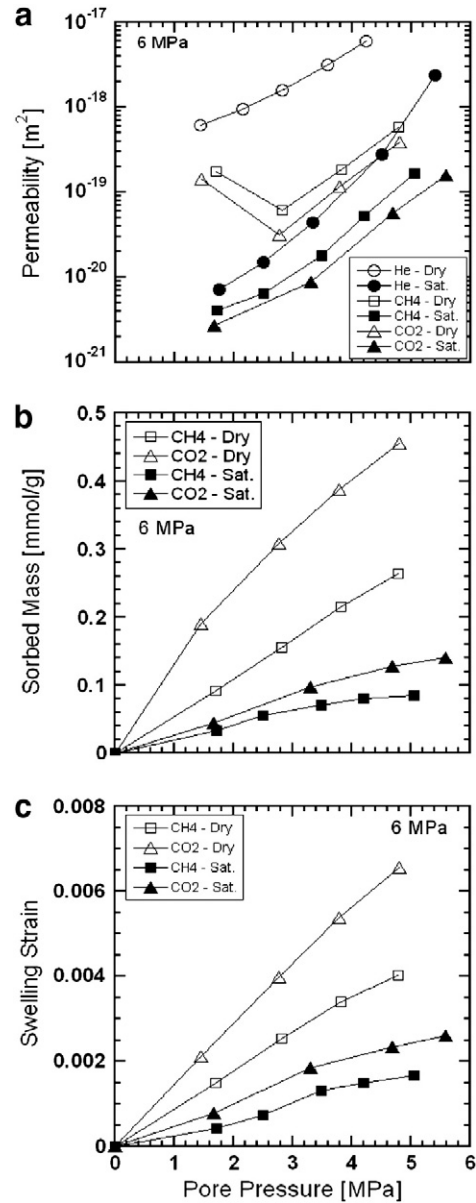 a
6 MPa
Permeability [m²]
10⁻¹⁷
10⁻¹⁸
10⁻¹⁹
10⁻²⁰
10⁻²¹
He - Dry
He - Sat.
CH4 - Dry
CH4 - Sat.
CO2 - Dry
CO2 - Sat.
b
CH4 - Dry
CO2 - Dry
CH4 - Sat.
CO2 - Sat.
6 MPa
Sorbed Mass [mmol/g]
0.5
0.4
0.3
0.2
0.1
0
c
CH4 - Dry
CO2 - Dry
CH4 - Sat.
CO2 - Sat.
6 MPa
Swelling Strain
0.008
0.006
0.004
0.002
0
0 1 2 3 4 5 6
Pore Pressure [MPa]